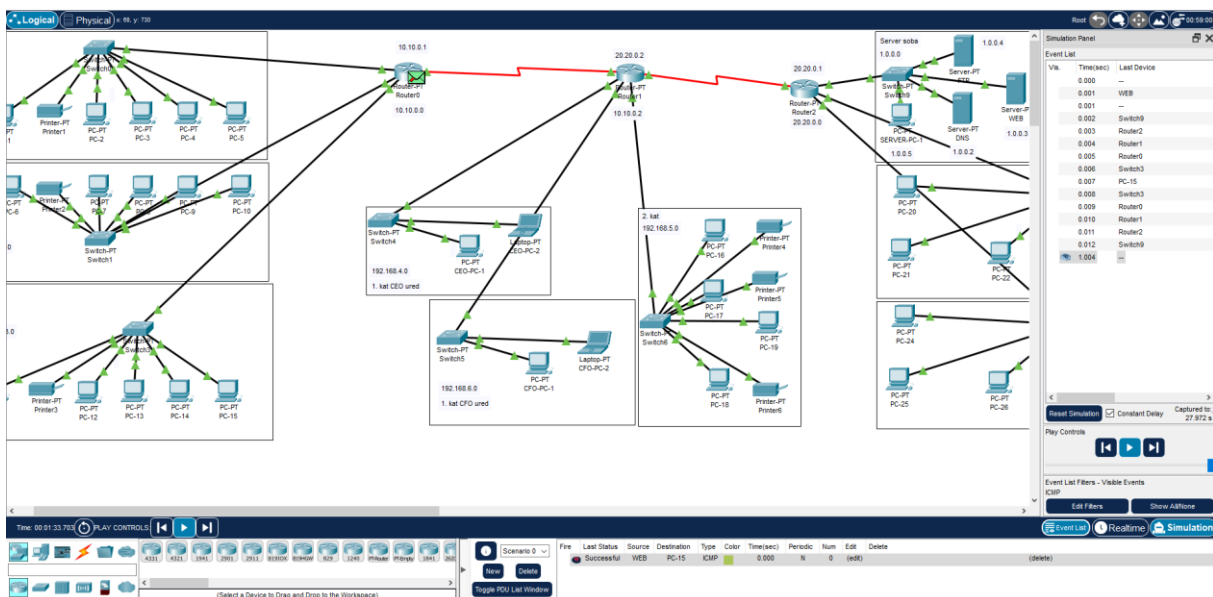 Logical
Physical
x: 69, y: 730
Root
00:59:00
10.10.0.1
Router-PT
Router0
10.10.0.0
20.20.0.2
Router-PT
Router1
10.10.0.2
20.20.0.1
Router-PT
Router2
20.20.0.0
Server soba
1.0.0.0
1.0.0.4
Server-PT
Switch-PT
Switch9
Server-PT
WEB
1.0.0.3
PC-PT
SERVER-PC-1
1.0.0.5
Server-PT
DNS
1.0.0.2
Switch-PT
Printer-PT
Printer1
PC-PT
PC-2
PC-PT
PC-3
PC-PT
PC-4
PC-PT
PC-5
PC-6
Printer-PT
Printer2
PC-PT
PC-9
PC-PT
PC-10
Switch-PT
Switch1
Switch3
Printer-PT
Printer3
PC-PT
PC-12
PC-PT
PC-13
PC-PT
PC-14
PC-PT
PC-15
Switch-PT
Switch4
PC-PT
CEO-PC-1
Laptop-PT
CEO-PC-2
192.168.4.0
1. kat CEO ured
Switch-PT
Switch5
PC-PT
CFO-PC-1
Laptop-PT
CFO-PC-2
192.168.6.0
1. kat CFO ured
2. kat
192.168.5.0
PC-PT
PC-16
Printer-PT
Printer4
PC-PT
PC-17
Printer-PT
Printer5
PC-PT
PC-19
Switch-PT
Switch6
PC-PT
PC-18
Printer-PT
Printer6
PC-PT
PC-20
PC-PT
PC-21
PC-PT
PC-22
PC-PT
PC-24
PC-PT
PC-25
PC-PT
PC-26
Simulation Panel
Event List
Vis. Time(sec) Last Device
0.000 --
0.001 WEB
0.001 --
0.002 Switch9
0.003 Router2
0.004 Router1
0.005 Router0
0.006 Switch3
0.007 PC-15
0.008 Switch3
0.009 Router0
0.010 Router1
0.011 Router2
0.012 Switch9
1.004 --
Reset Simulation
Constant Delay
Captured to:
27.972 s
Play Controls
Event List Filters - Visible Events
ICMP
Edit Filters
Show All/None
Time: 00:01:33.703
PLAY CONTROLS:
Event List
Realtime
Simulation
4331 4321 1941 2901 2911 819IOX 819HGW 829 1240 PT-Router PT-Empty 1841
(Select a Device to Drag and Drop to the Workspace)
Scenario 0
New
Delete
Toggle PDU List Window
Fire Last Status Source Destination Type Color Time(sec) Periodic Num Edit Delete
Successful WEB PC-15 ICMP 0.000 N 0 (edit) (delete)